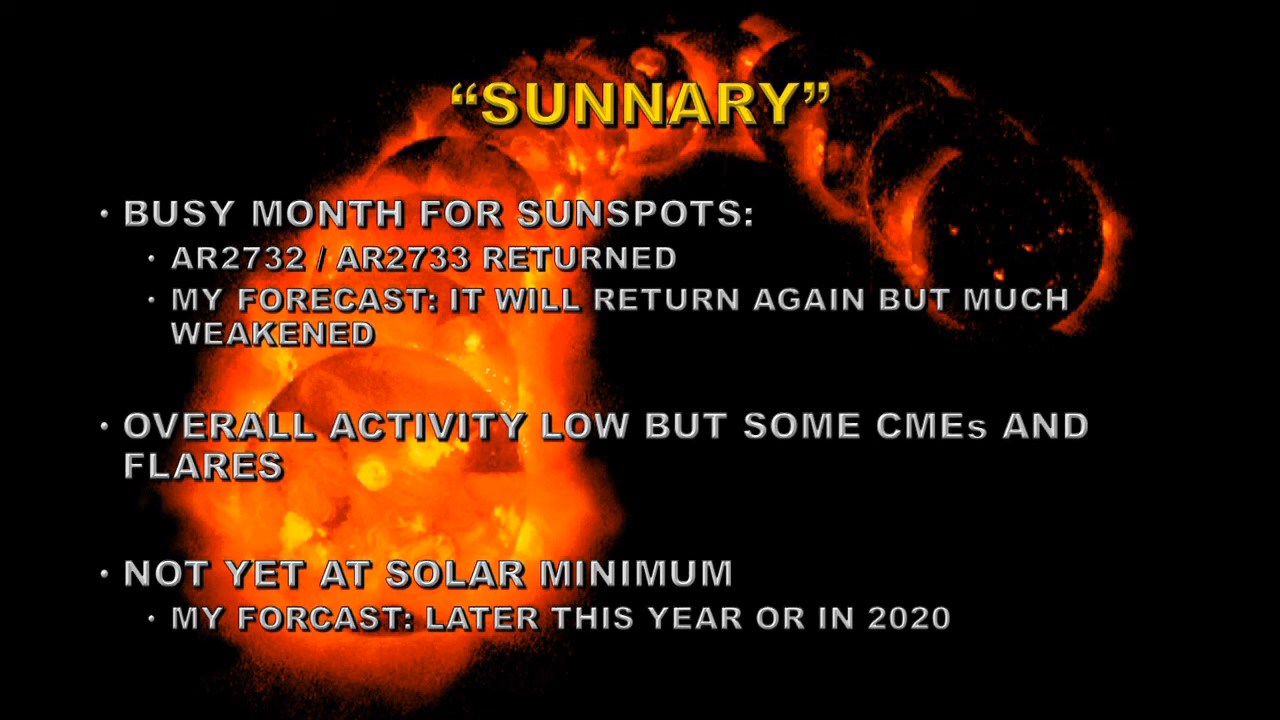 “SUNNARY”
• BUSY MONTH FOR SUNSPOTS:
• AR2732 / AR2733 RETURNED
• MY FORECAST: IT WILL RETURN AGAIN BUT MUCH
WEAKENED
• OVERALL ACTIVITY LOW BUT SOME CMEs AND
FLARES
• NOT YET AT SOLAR MINIMUM
• MY FORCAST: LATER THIS YEAR OR IN 2020